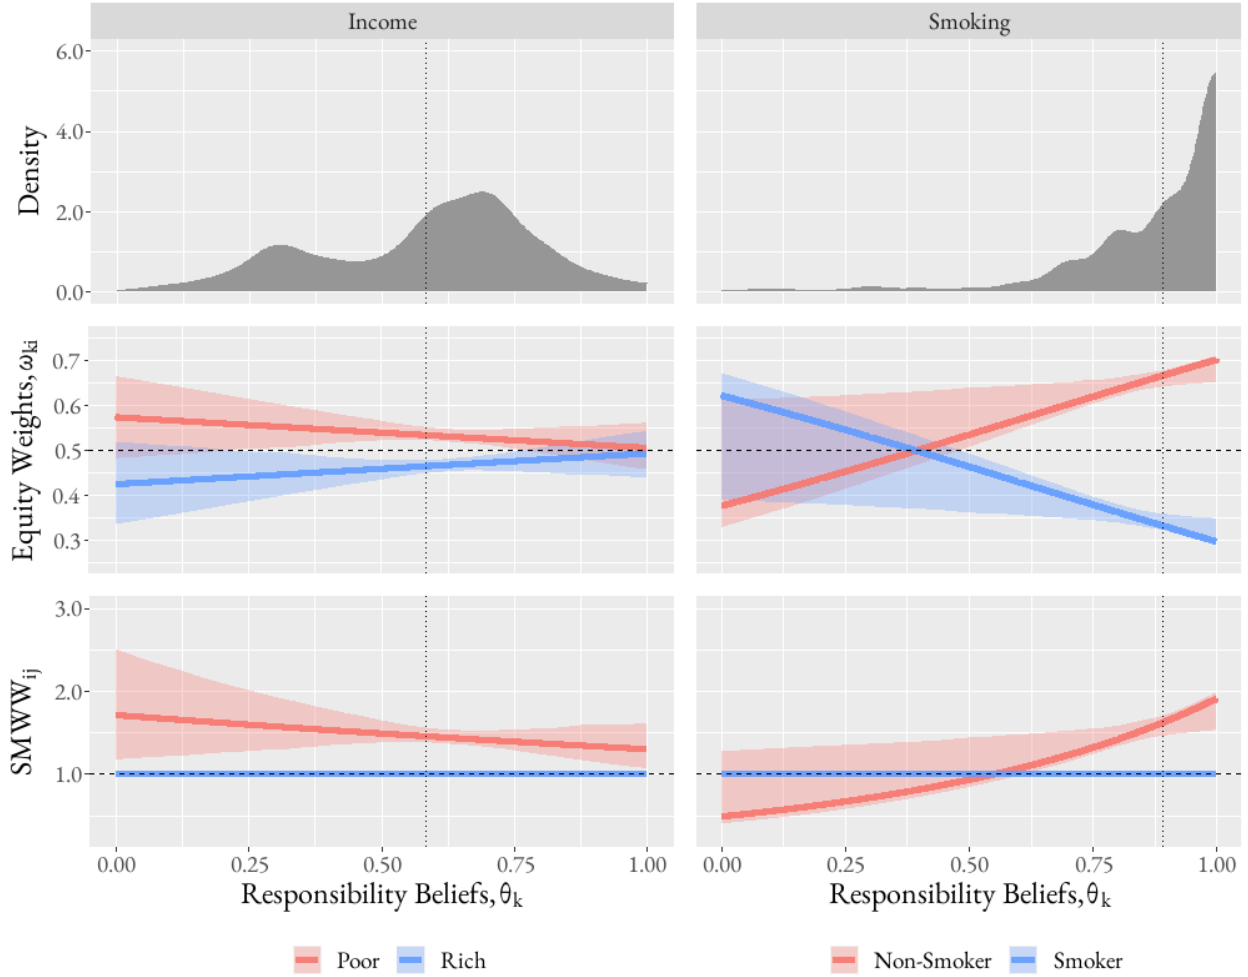 Income
Smoking
Density
6.0
4.0
2.0
0.0
Equity Weights, ωki
0.7
0.6
0.5
0.4
0.3
SMWWij
3.0
2.0
1.0
0.00 0.25 0.50 0.75 1.00
0.00 0.25 0.50 0.75 1.00
Responsibility Beliefs, θk
Responsibility Beliefs, θk
Poor Rich
Non-Smoker Smoker